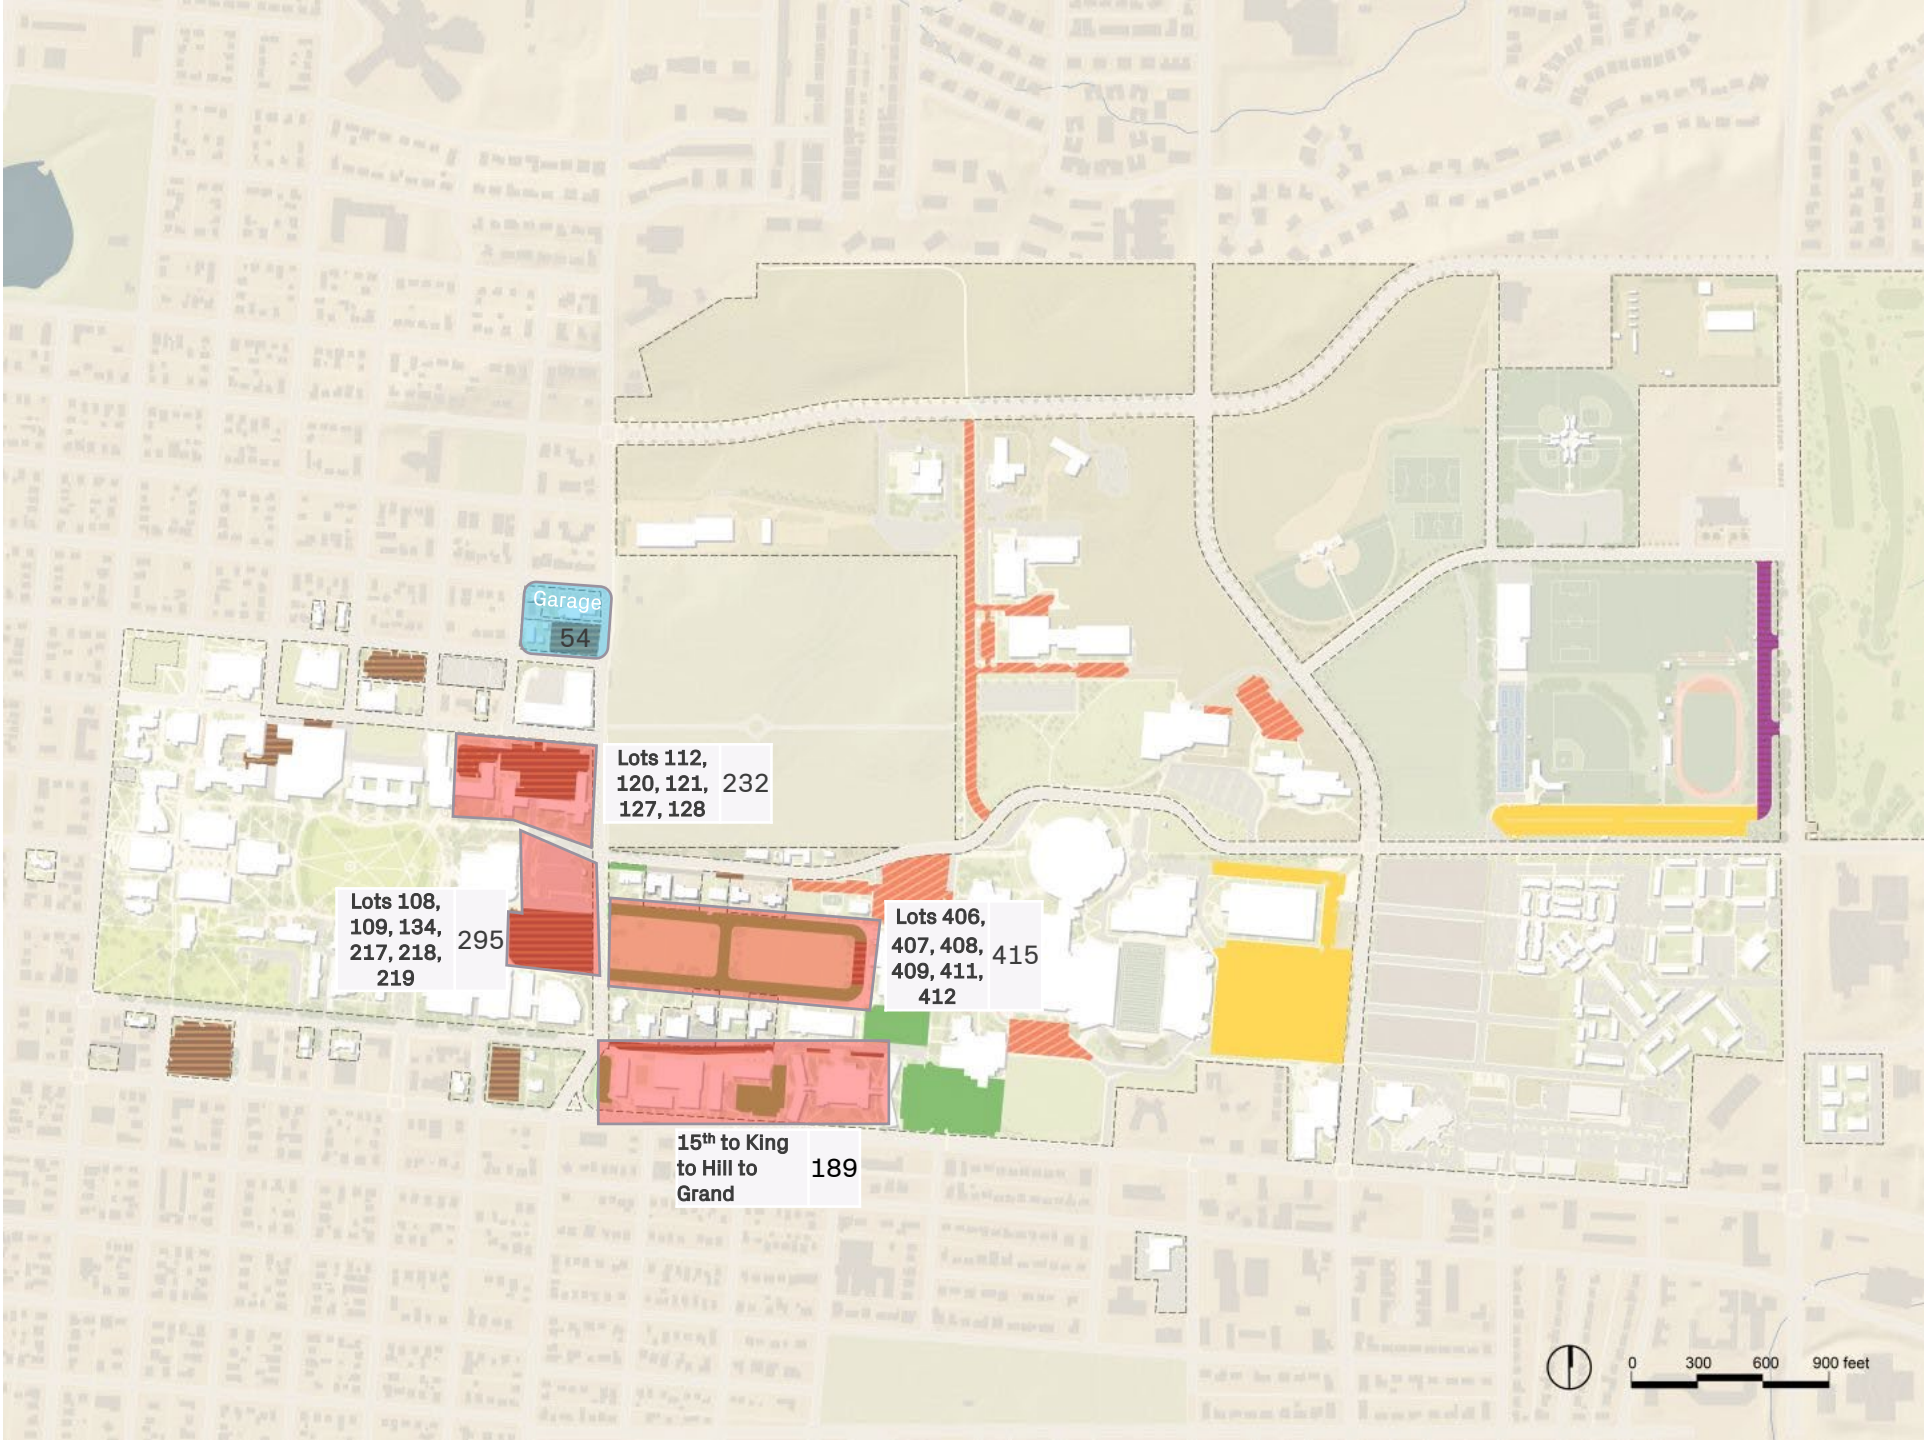 Garage
54
Lots 112,
120, 121,
127, 128
232
Lots 108,
109, 134,
217, 218,
219
295
Lots 406,
407, 408,
409, 411,
412
415
15th to King
to Hill to
Grand
189
0 300 600 900 feet